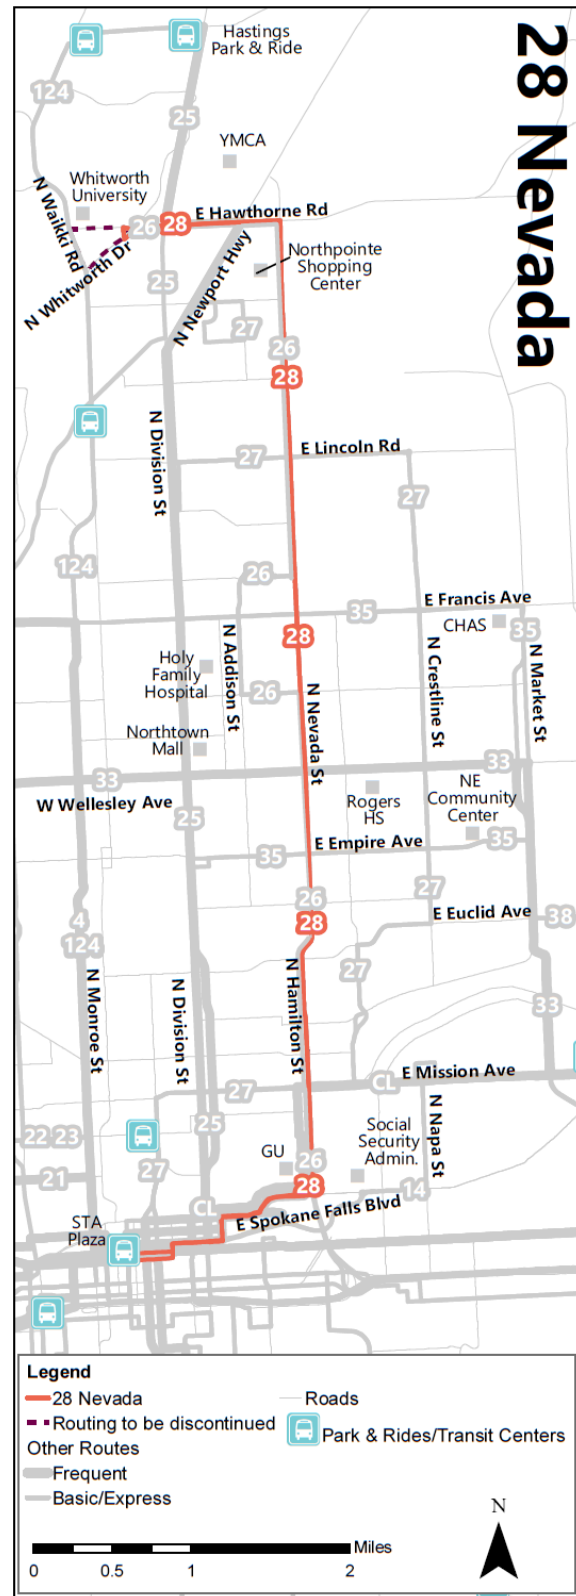 28 Nevada
Hastings
Park & Ride
124
25
YMCA
Whitworth
University
N Waikki Rd
26
28
E Hawthorne Rd
N Whitworth Dr
25
N Newport Hwy
Northpointe
Shopping
Center
27
26
28
N Division St
27
E Lincoln Rd
27
124
26
35
E Francis Ave
CHAS
35
28
N Addison St
Holy
Family
Hospital
26
N Nevada St
N Crestline St
N Market St
Northtown
Mall
33
33
W Wellesley Ave
25
Rogers
HS
NE
Community
Center
E Empire Ave
35
35
26
28
27
E Euclid Ave
38
4
124
27
N Monroe St
N Division St
N Hamilton St
33
27
CL
E Mission Ave
N Napa St
22
23
25
21
27
GU
26
Social
Security
Admin.
28
14
CL
E Spokane Falls Blvd
STA
Plaza
Legend
28 Nevada
Roads
Routing to be discontinued
Park & Rides/Transit Centers
Other Routes
Frequent
Basic/Express
N
Miles
0 0.5 1 2